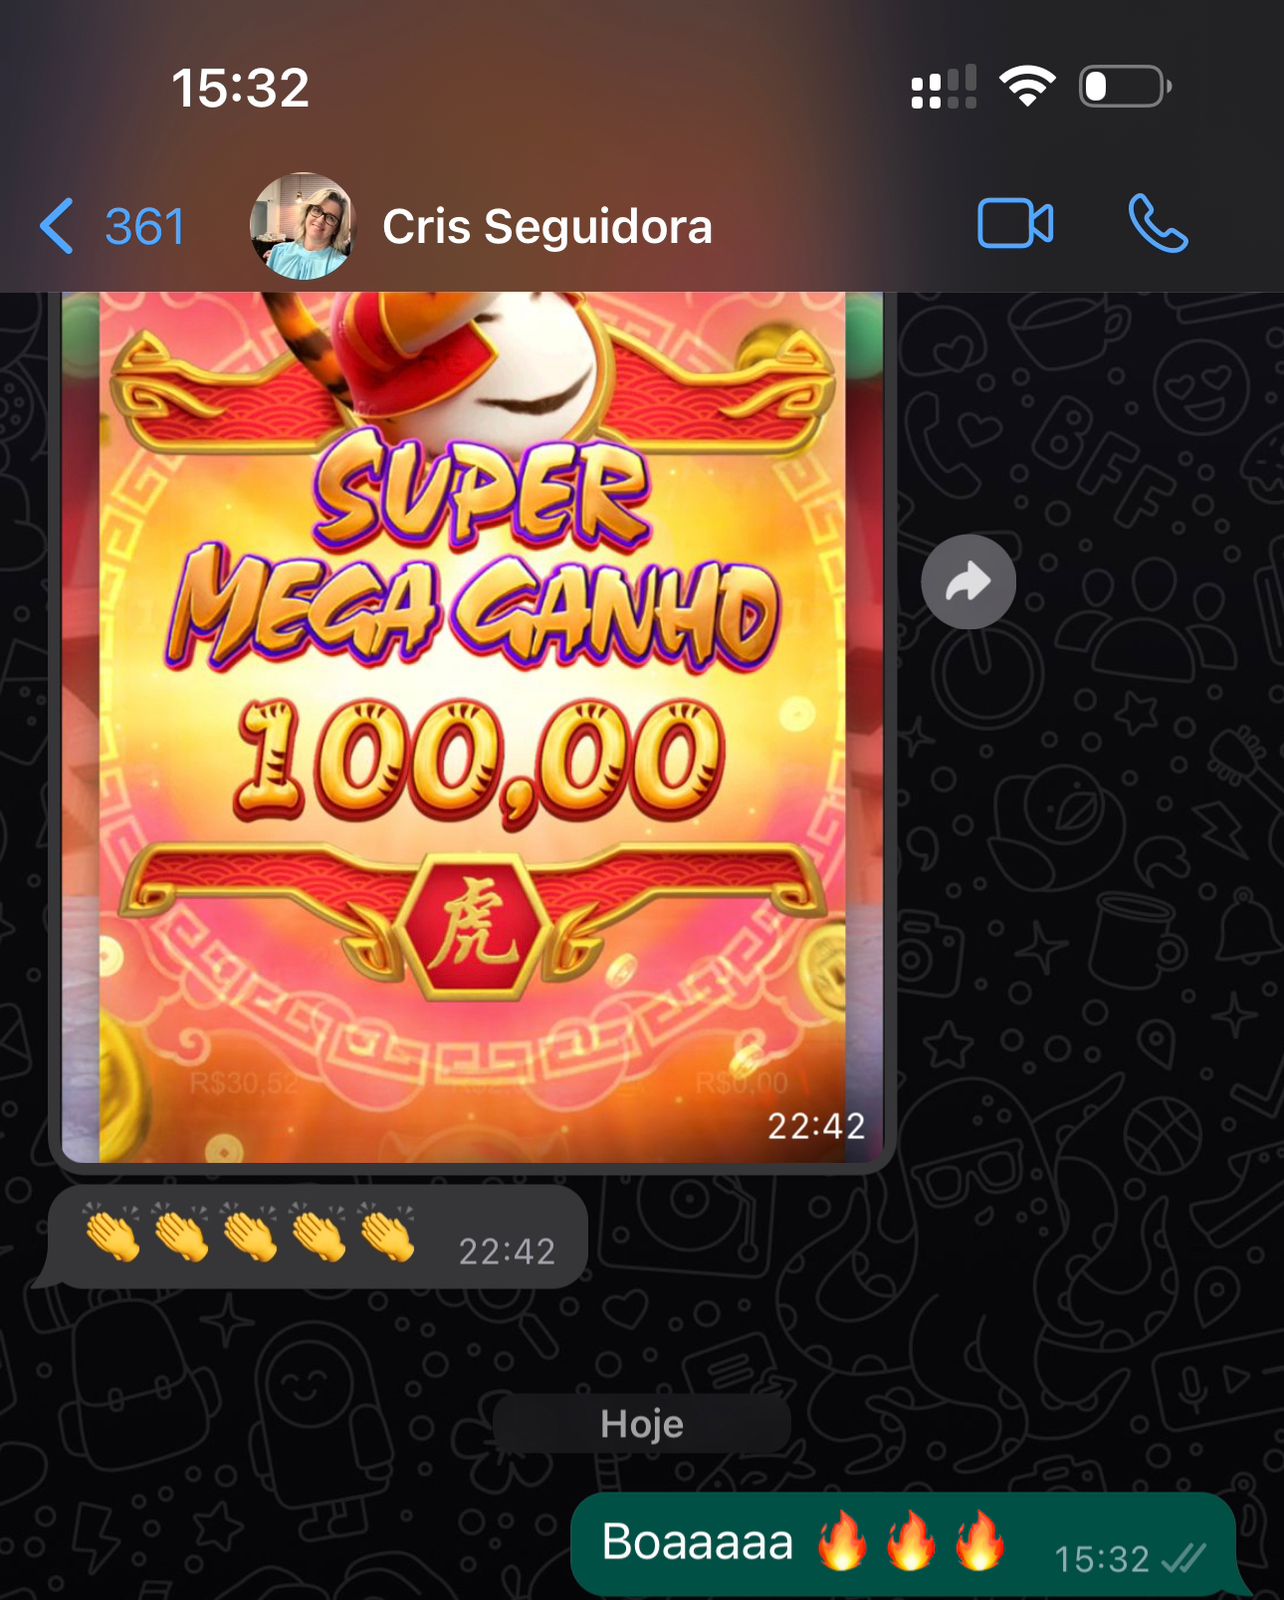 15:32
361
Cris Seguidora
SUPER
MEGA GANHO
100,00
虎
R$30,52
R$0,00
22:42
👏👏👏👏👏 22:42
Hoje
Boaaaaa 🔥🔥🔥 15:32